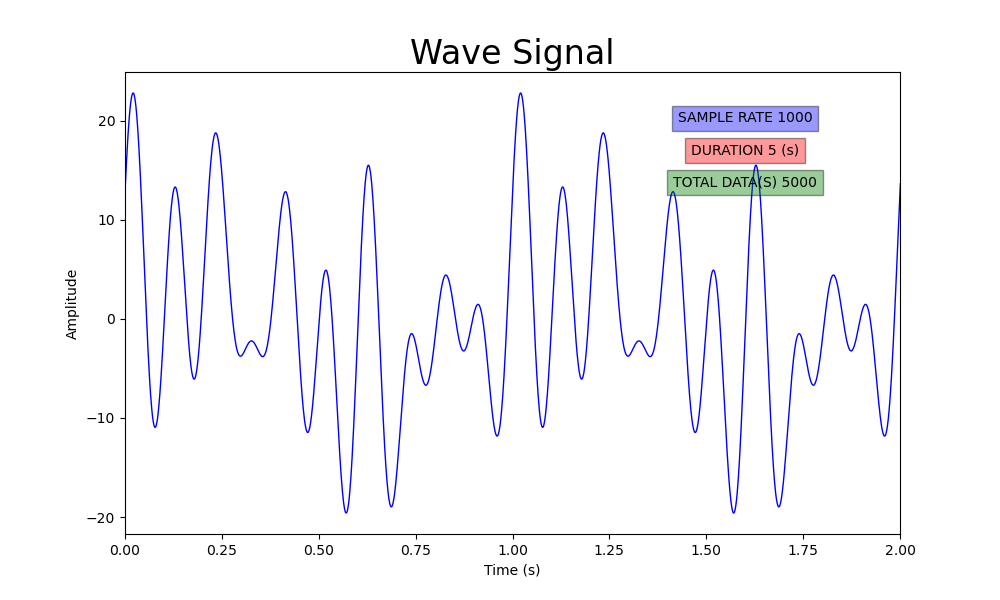 Wave Signal
SAMPLE RATE 1000
DURATION 5 (s)
TOTAL DATA(S) 5000
Amplitude
20
10
0
−10
−20
0.00 0.25 0.50 0.75 1.00 1.25 1.50 1.75 2.00
Time (s)